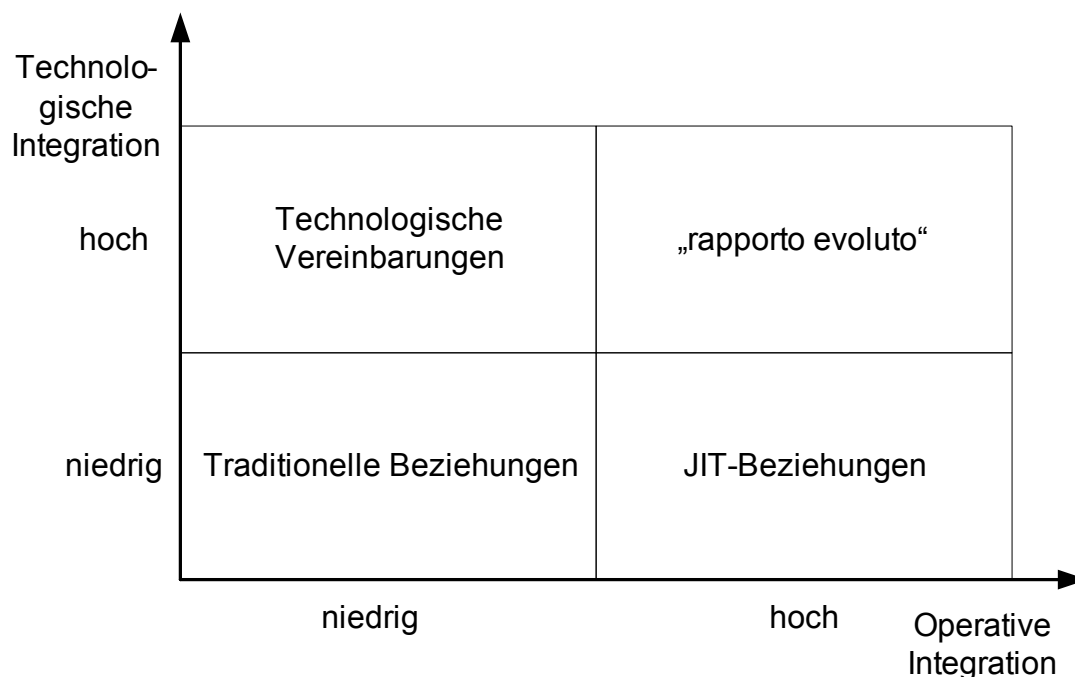 Technolo-
gische
Integration
hoch
Technologische
Vereinbarungen
„rapporto evoluto“
niedrig
Traditionelle Beziehungen
JIT-Beziehungen
niedrig
hoch
Operative
Integration